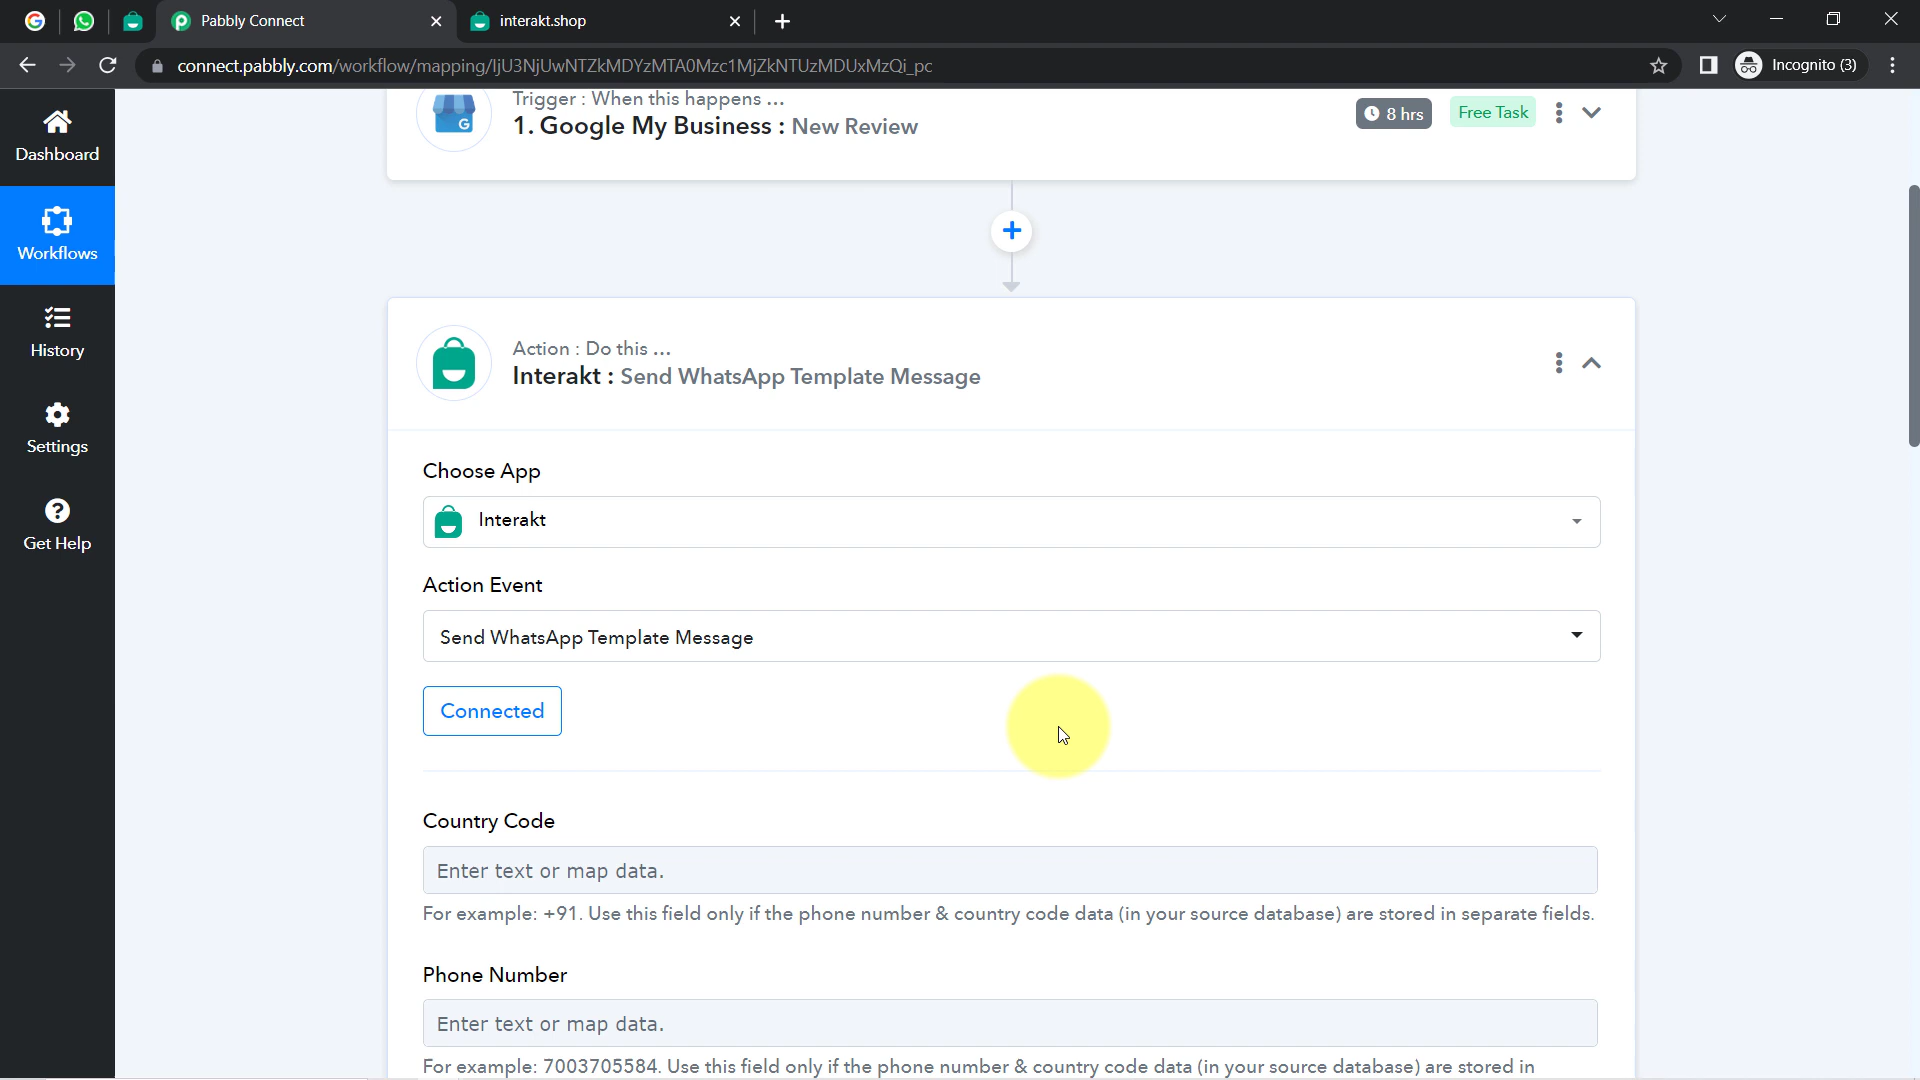 Pabbly Connect
interakt.shop
connect.pabbly.com/workflow/mapping/IjU3NjUwNTZkMDYzMTA0Mzc1MjZkNTUzMDUxMzQi_pc
Incognito (3)
Dashboard
Workflows
History
Settings
Get Help
Trigger : When this happens ...
1. Google My Business : New Review
8 hrs
Free Task
Action : Do this ...
Interakt : Send WhatsApp Template Message
Choose App
Interakt
Action Event
Send WhatsApp Template Message
Connected
Country Code
Enter text or map data.
For example: +91. Use this field only if the phone number & country code data (in your source database) are stored in separate fields.
Phone Number
Enter text or map data.
For example: 7003705584. Use this field only if the phone number & country code data (in your source database) are stored in